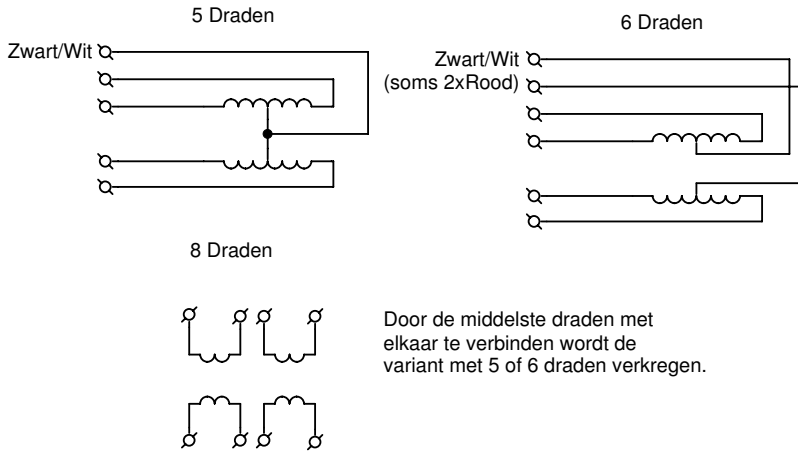 5 Draden
Zwart/Wit
6 Draden
Zwart/Wit
(soms 2xRood)
8 Draden
Door de middelste draden met
elkaar te verbinden wordt de
variant met 5 of 6 draden verkregen.